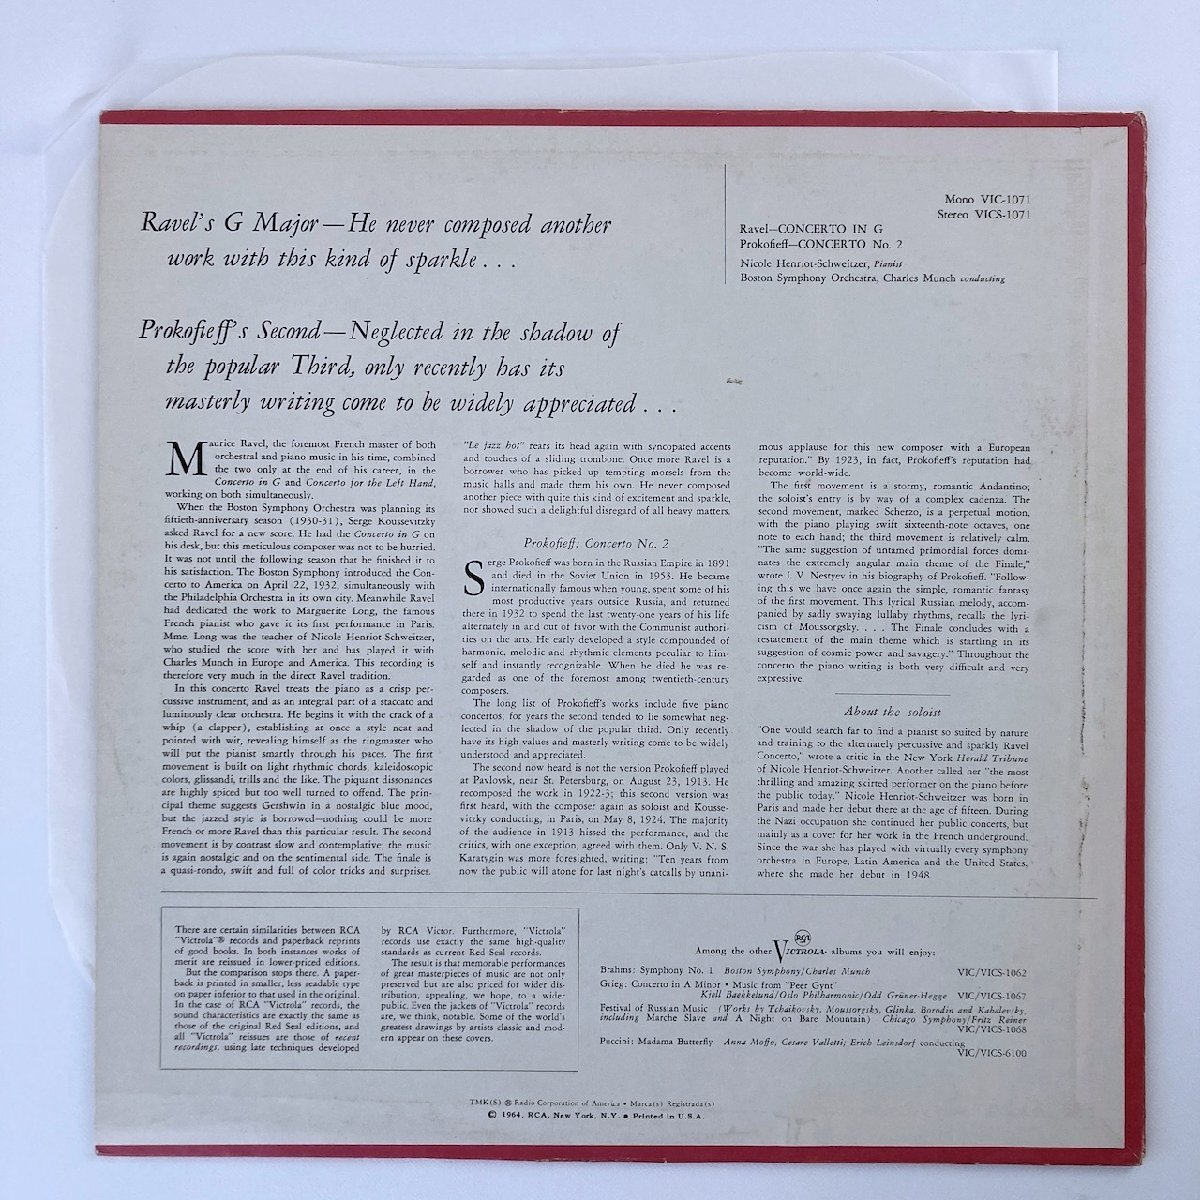 Ravel's G Major—He never composed another
work with this kind of sparkle . . .
Prokofieff's Second—Neglected in the shadow of
the popular Third, only recently has its
masterly writing come to be widely appreciated . . .
Mono VIC-1071
Stereo VICS-1071
Ravel—CONCERTO IN G
Prokofieff—CONCERTO No. 2
Nicole Henriot-Schweitzer, Pianist
Boston Symphony Orchestra, Charles Munch conducting
Maurice Ravel, the foremost French master of both
orchestral and piano music in his time, combined
the two only at the end of his career, in the
Concerto in G and Concerto for the Left Hand,
working on both simultaneously.
When the Boston Symphony Orchestra was planning its
fiftieth-anniversary season (1930-31), Serge Koussevitzky
asked Ravel for a new score. He had the Concerto in G on
his desk, but this meticulous composer was not to be hurried.
It was not until the following season that he finished it to
his satisfaction. The Boston Symphony introduced the Con-
certo to America on April 22, 1932, simultaneously with
the Philadelphia Orchestra in its own city. Meanwhile Ravel
had dedicated the work to Marguerite Long, the famous
French pianist who gave it its first performance in Paris.
Mme. Long was the teacher of Nicole Henriot Schweitzer,
who studied the score with her and has played it with
Charles Munch in Europe and America. This recording is
therefore very much in the direct Ravel tradition.
In this concerto Ravel treats the piano as a crisp per-
cussive instrument, and as an integral part of a staccato and
luminously clear orchestra. He begins it with the crack of a
whip (a clapper), establishing at once a style neat and
pointed with wit, revealing himself as the ringmaster who
will put the pianist smartly through his paces. The first
movement is built on light rhythmic chords, kaleidoscopic
colors, glissandi, trills and the like. The piquant dissonances
are highly spiced but too well turned to offend. The prin-
cipal theme suggests Gershwin in a nostalgic blue mood,
but the jazzed style is borrowed—nothing could be more
French or more Ravel than this particular result. The second
movement is by contrast slow and contemplative; the music
is again nostalgic and on the sentimental side. The finale is
a quasi-rondo, swift and full of color tricks and surprises.
"Le jazz hot" rears its head again with syncopated accents
and touches of a sliding trombone. Once more Ravel is a
borrower who has picked up tempting morsels from the
music halls and made them his own. He never composed
another piece with quite this kind of excitement and sparkle,
nor showed such a delightful disregard of all heavy matters.
Prokofieff: Concerto No. 2
Serge Prokofieff was born in the Russian Empire in 1891
and died in the Soviet Union in 1953. He became
internationally famous when young, spent some of his
most productive years outside Russia, and returned
there in 1932 to spend the last twenty-one years of his life
alternately in and out of favor with the Communist authori-
ties on the arts. He early developed a style compounded of
harmonic, melodic and rhythmic elements peculiar to him-
self and instantly recognizable. When he died he was re-
garded as one of the foremost among twentieth-century
composers.
The long list of Prokofieff's works include five piano
concertos, for years the second tended to lie somewhat neg-
lected in the shadow of the popular third. Only recently
have its high values and masterly writing come to be widely
understood and appreciated.
The second now heard is not the version Prokofieff played
at Pavlovsk, near St. Petersburg, on August 23, 1913. He
recomposed the work in 1922-3; this second version was
first heard, with the composer again as soloist and Kousse-
vitzky conducting, in Paris, on May 8, 1924. The majority
of the audience in 1913 hissed the performance, and the
critics, with one exception, agreed with them. Only V. N. S.
Karatygin was more foresighted, writing: "Ten years from
now the public will atone for last night's catcalls by unani-
mous applause for this new composer with a European
reputation." By 1923, in fact, Prokofieff's reputation had
become world-wide.
The first movement is a stormy, romantic Andantino;
the soloist's entry is by way of a complex cadenza. The
second movement, marked Scherzo, is a perpetual motion,
with the piano playing swift sixteenth-note octaves, one
note to each hand; the third movement is relatively calm.
"The same suggestion of untamed primordial forces domi-
nates the extremely angular main theme of the Finale,"
wrote I. V. Nestyev in his biography of Prokofieff. "Follow-
ing this we have once again the simple, romantic fantasy
of the first movement. This lyrical Russian melody, accom-
panied by sadly swaying lullaby rhythms, recalls the lyri-
cism of Moussorgsky. . . . The Finale concludes with a
restatement of the main theme which is startling in its
suggestion of cosmic power and savagery." Throughout the
concerto the piano writing is both very difficult and very
expressive.
About the soloist
"One would search far to find a pianist so suited by nature
and training to the alternately percussive and sparkly Ravel
Concerto," wrote a critic in the New York Herald Tribune
of Nicole Henriot-Schweitzer. Another called her "the most
thrilling and amazing spirited performer on the piano before
the public today." Nicole Henriot-Schweitzer was born in
Paris and made her debut there at the age of fifteen. During
the Nazi occupation she continued her public concerts, but
mainly as a cover for her work in the French underground.
Since the war she has played with virtually every symphony
orchestra in Europe, Latin America and the United States,
where she made her debut in 1948.
There are certain similarities between RCA
"Victrola"® records and paperback reprints
of good books. In both instances works of
merit are reissued in lower-priced editions.
But the comparison stops there. A paper-
back is printed in smaller, less readable type
on paper inferior to that used in the original.
In the case of RCA "Victrola" records, the
sound characteristics are exactly the same as
those of the original Red Seal editions, and
all "Victrola" reissues are those of recent
recordings, using late techniques developed
by RCA Victor. Furthermore, "Victrola"
records use exactly the same high-quality
standards as current Red Seal records.
The result is that memorable performances
of great masterpieces of music are not only
preserved but are also priced for wider dis-
tribution, appealing, we hope, to a wider
public. Even the jackets of "Victrola" records
are, we think, notable. Some of the world's
greatest drawings by artists classic and mod-
ern appear on these covers.
Among the other RCA VICTROLA albums you will enjoy:
Brahms: Symphony No. 1 Boston Symphony/Charles Munch VIC/VICS-1062
Grieg: Concerto in A Minor • Music from "Peer Gynt"
Kjell Baekkelund/Oslo Philharmonic/Odd Grüner-Hegge VIC/VICS-1067
Festival of Russian Music (Works by Tchaikovsky, Moussorgsky, Glinka, Borodin and Kabalevsky,
including Marche Slave and A Night on Bare Mountain) Chicago Symphony/Fritz Reiner
VIC/VICS-1068
Puccini: Madama Butterfly Anna Moffo, Cesare Valletti; Erich Leinsdorf conducting
VIC/VICS-6100
TMK(S) ® Radio Corporation of America • Marca(s) Registrada(s)
© 1964, RCA, New York, N.Y. • Printed in U.S.A.